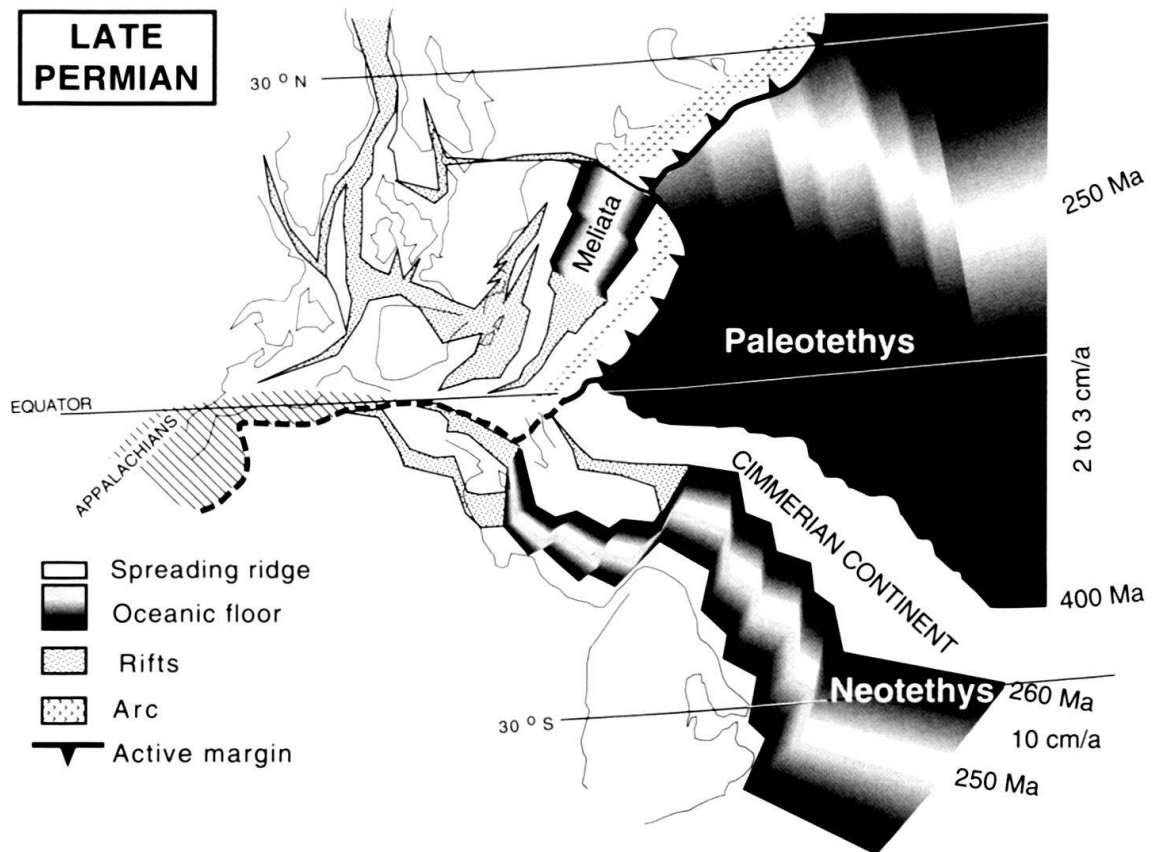 LATE
PERMIAN
30 ° N
250 Ma
Meliata
Paleotethys
2 to 3 cm/a
EQUATOR
APPALACHIANS
CIMMERIAN CONTINENT
400 Ma
Neotethys
260 Ma
10 cm/a
250 Ma
30 ° S
Spreading ridge
Oceanic floor
Rifts
Arc
Active margin